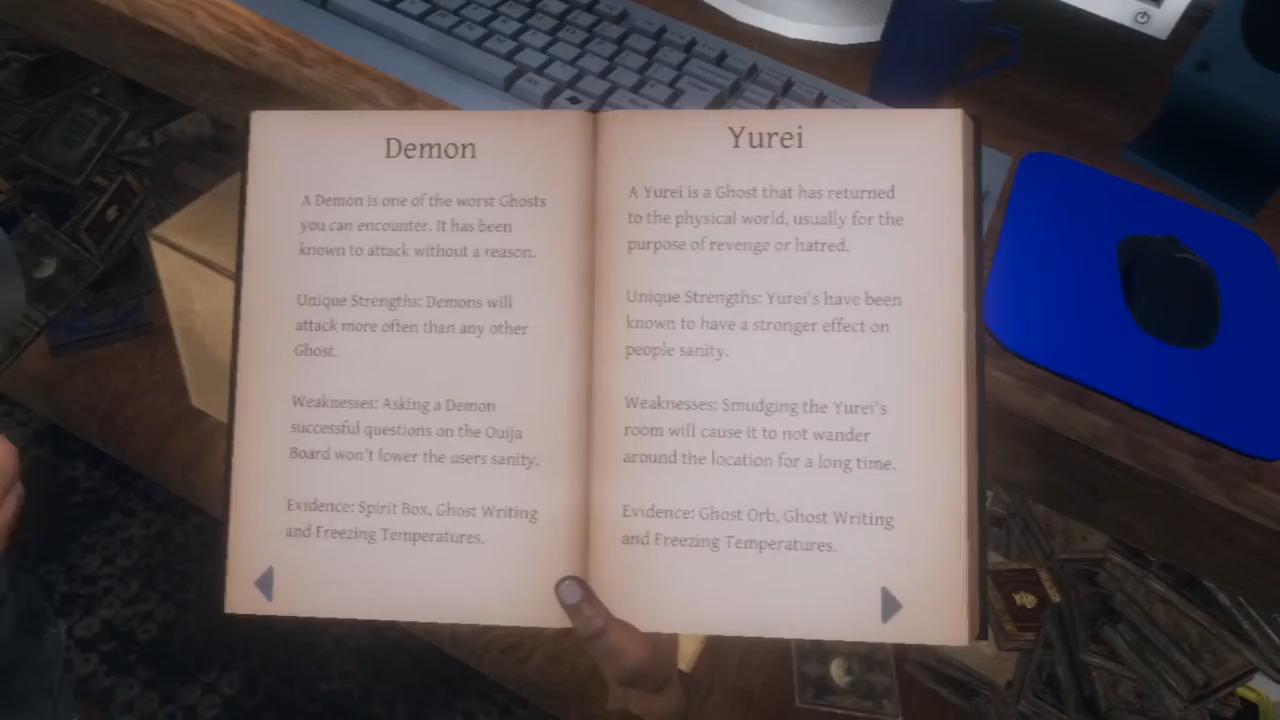 Demon
A Demon is one of the worst Ghosts
you can encounter. It has been
known to attack without a reason.
Unique Strengths: Demons will
attack more often than any other
Ghost.
Weaknesses: Asking a Demon
successful questions on the Ouija
Board won't lower the users sanity.
Evidence: Spirit Box, Ghost Writing
and Freezing Temperatures.
Yurei
A Yurei is a Ghost that has returned
to the physical world, usually for the
purpose of revenge or hatred.
Unique Strengths: Yurei's have been
known to have a stronger effect on
people sanity.
Weaknesses: Smudging the Yurei's
room will cause it to not wander
around the location for a long time.
Evidence: Ghost Orb, Ghost Writing
and Freezing Temperatures.